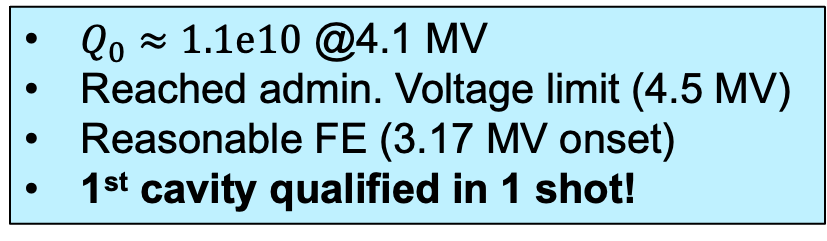 • Q₀ ≈ 1.1e10 @4.1 MV
• Reached admin. Voltage limit (4.5 MV)
• Reasonable FE (3.17 MV onset)
• 1st cavity qualified in 1 shot!